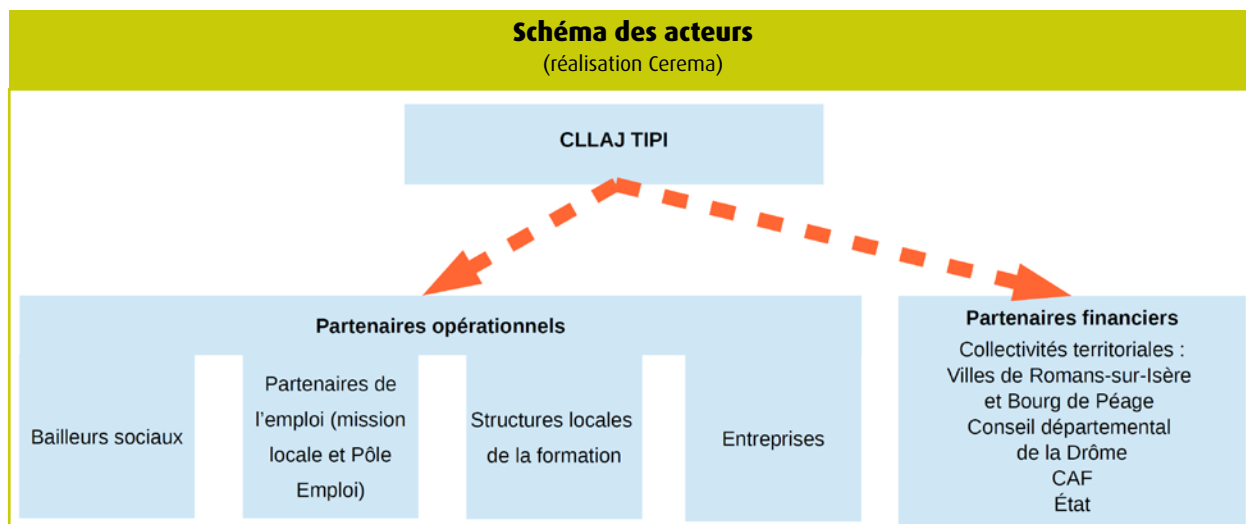 Schéma des acteurs
(réalisation Cerema)
CLLAJ TIPI
Partenaires opérationnels
Bailleurs sociaux
Partenaires de
l’emploi (mission
locale et Pôle
Emploi)
Structures locales
de la formation
Entreprises
Partenaires financiers
Collectivités territoriales :
Villes de Romans-sur-Isère
et Bourg de Péage
Conseil départemental
de la Drôme
CAF
État